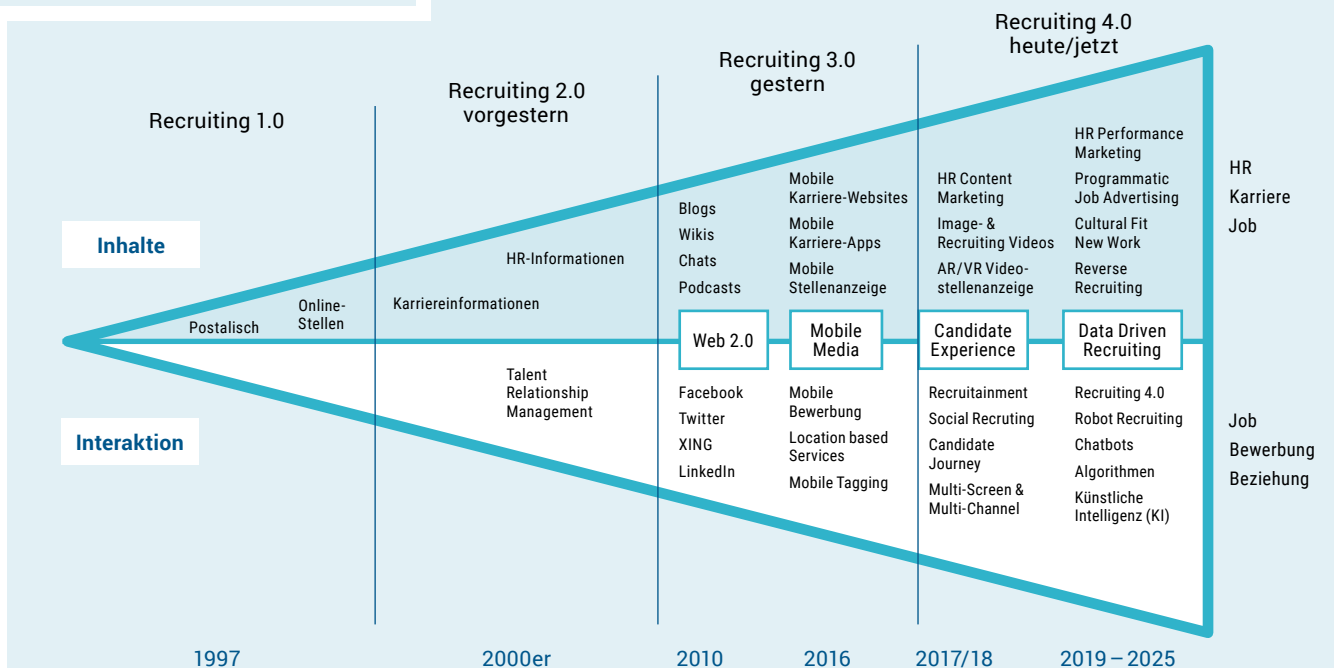 Recruiting 1.0
Recruiting 2.0
vorgestern
Recruiting 3.0
gestern
Recruiting 4.0
heute/jetzt
Inhalte
Postalisch
Online-
Stellen
Karriereinformationen
HR-Informationen
Blogs
Wikis
Chats
Podcasts
Mobile
Karriere-Websites
Mobile
Karriere-Apps
Mobile
Stellenanzeige
HR Content
Marketing
Image- &
Recruiting Videos
AR/VR Video-
stellenanzeige
HR Performance
Marketing
Programmatic
Job Advertising
Cultural Fit
New Work
Reverse
Recruiting
HR
Karriere
Job
Web 2.0
Mobile
Media
Candidate
Experience
Data Driven
Recruiting
Interaktion
Talent
Relationship
Management
Facebook
Twitter
XING
LinkedIn
Mobile
Bewerbung
Location based
Services
Mobile Tagging
Recruitainment
Social Recruting
Candidate
Journey
Multi-Screen &
Multi-Channel
Recruiting 4.0
Robot Recruiting
Chatbots
Algorithmen
Künstliche
Intelligenz (KI)
Job
Bewerbung
Beziehung
1997
2000er
2010
2016
2017/18
2019 – 2025